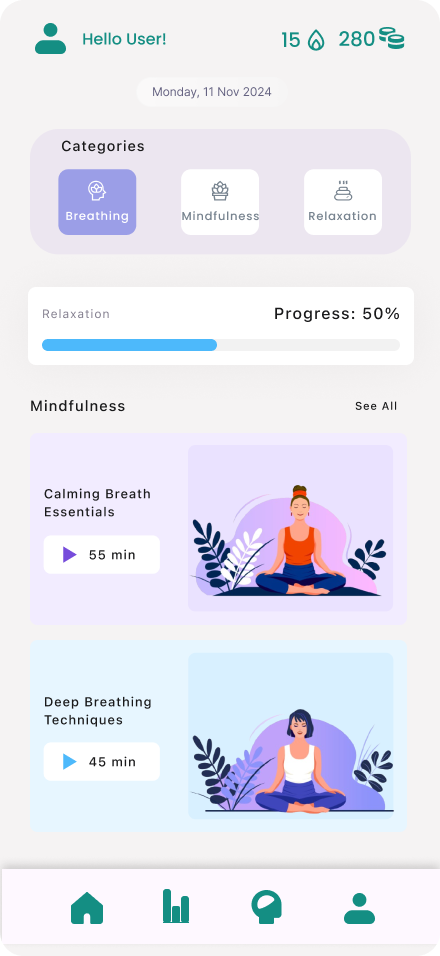 Hello User!
15
280
Monday, 11 Nov 2024
Categories
Breathing
Mindfulness
Relaxation
Relaxation
Progress: 50%
Mindfulness
See All
Calming Breath
Essentials
55 min
Deep Breathing
Techniques
45 min